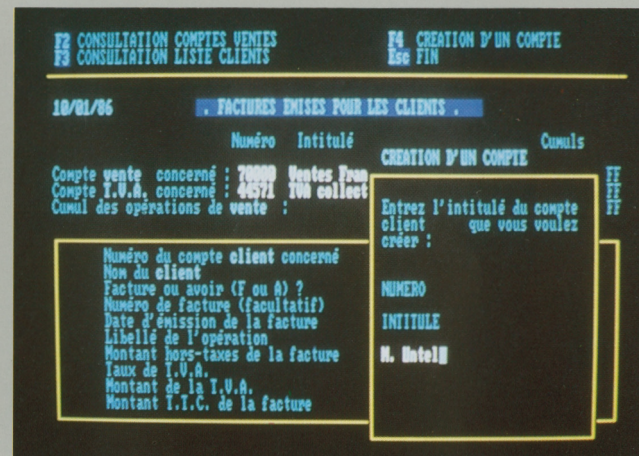 F2 CONSULTATION COMPTES VENTES
F3 CONSULTATION LISTE CLIENTS
F4 CREATION D'UN COMPTE
Esc FIN
10/01/86
. FACTURES EMISES POUR LES CLIENTS .
Numéro Intitulé Cumuls
Compte vente concerné : 70000 Ventes Fran FF
Compte T.V.A. concerné : 44571 TVA collect FF
Cumul des opérations de vente : FF
Numéro du compte client concerné
Nom du client
Facture ou avoir (F ou A) ?
Numéro de facture (facultatif)
Date d'émission de la facture
Libellé de l'opération
Montant hors-taxes de la facture
Taux de T.V.A.
Montant de la T.V.A.
Montant T.T.C. de la facture
CREATION D'UN COMPTE
Entrez l'intitulé du compte
client que vous voulez
créer :
NUMERO
INTITULE
M. Untel